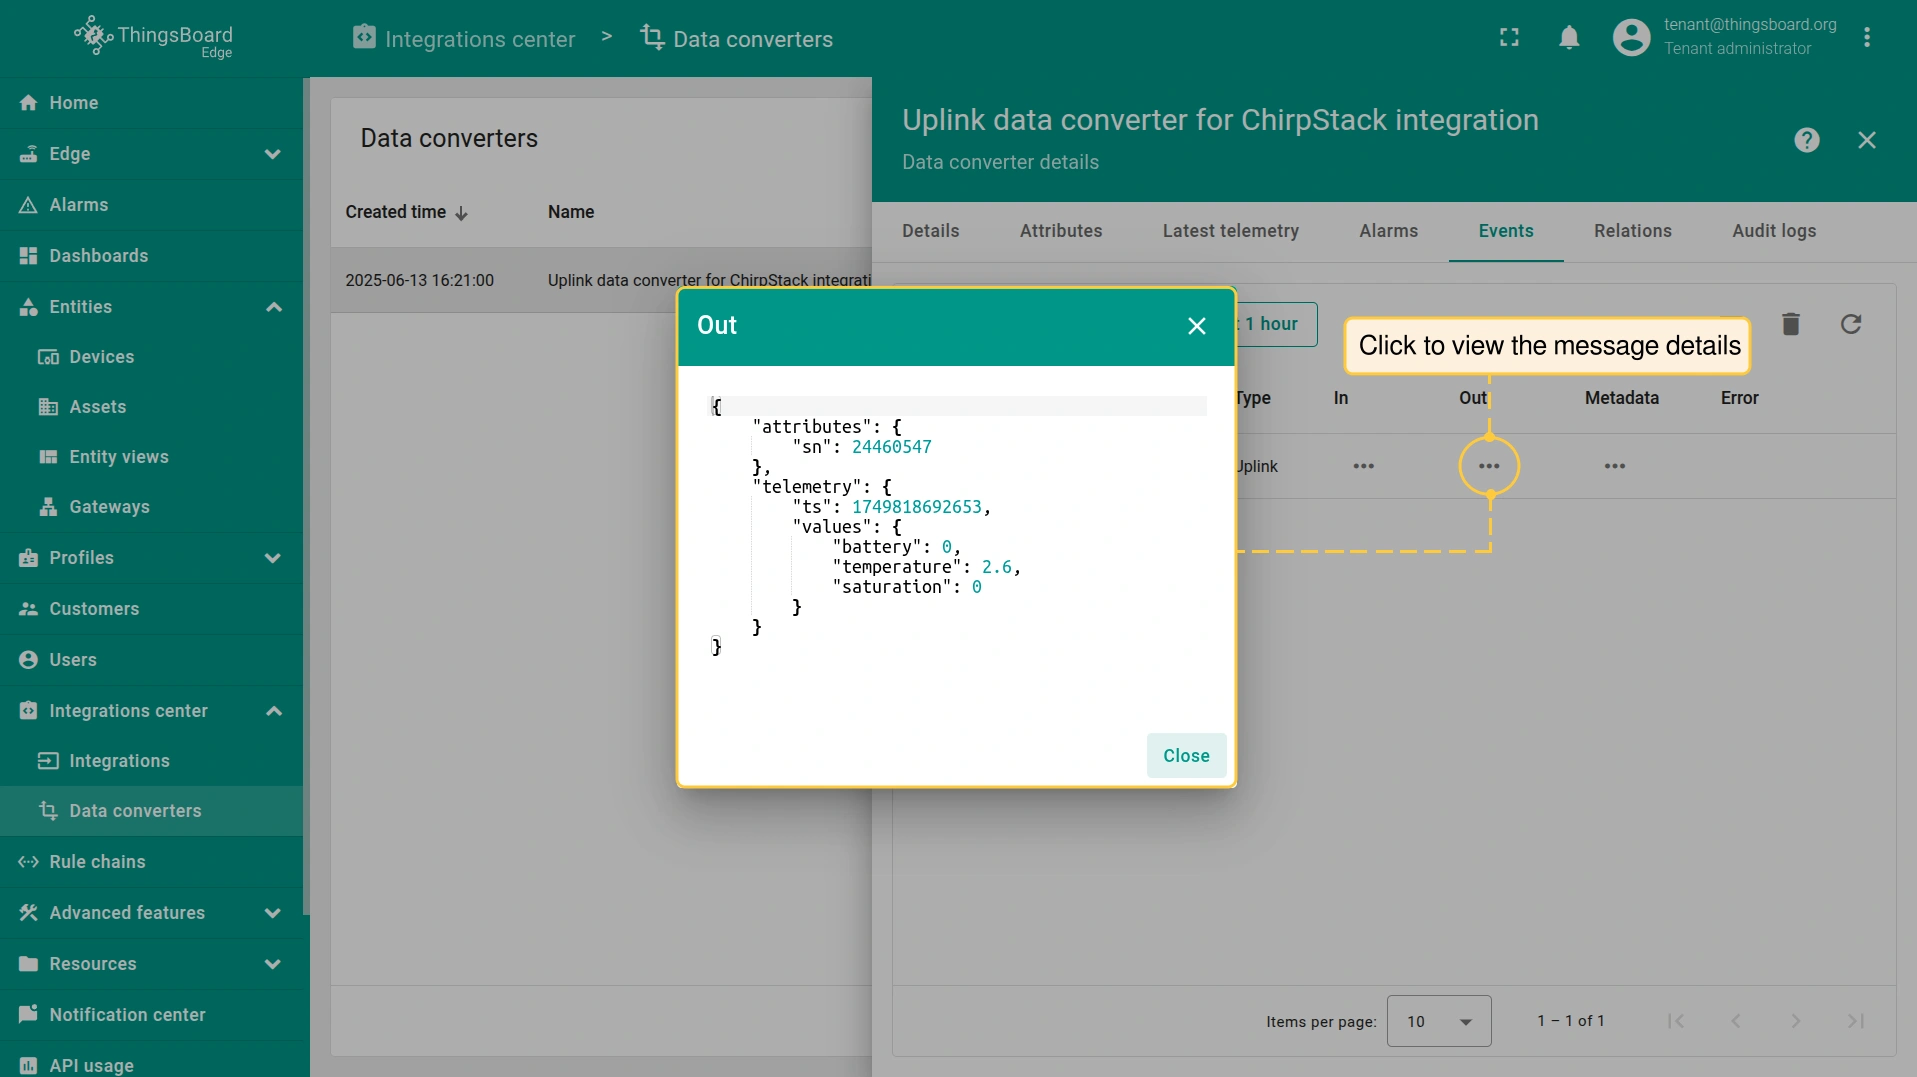 ThingsBoard
Edge
Integrations center > Data converters
tenant@thingsboard.org
Tenant administrator
Home
Edge
Alarms
Dashboards
Entities
Devices
Assets
Entity views
Gateways
Profiles
Customers
Users
Integrations center
Integrations
Data converters
Rule chains
Advanced features
Resources
Notification center
API usage
Data converters
Created time Name
2025-06-13 16:21:00 Uplink data converter for ChirpStack integrati
Uplink data converter for ChirpStack integration
Data converter details
Details Attributes Latest telemetry Alarms Events Relations Audit logs
1 hour
Click to view the message details
Type In Out Metadata Error
Uplink ••• ••• •••
Out
{
"attributes": {
"sn": 24460547
},
"telemetry": {
"ts": 1749818692653,
"values": {
"battery": 0,
"temperature": 2.6,
"saturation": 0
}
}
}
Close
Items per page: 10 1 – 1 of 1